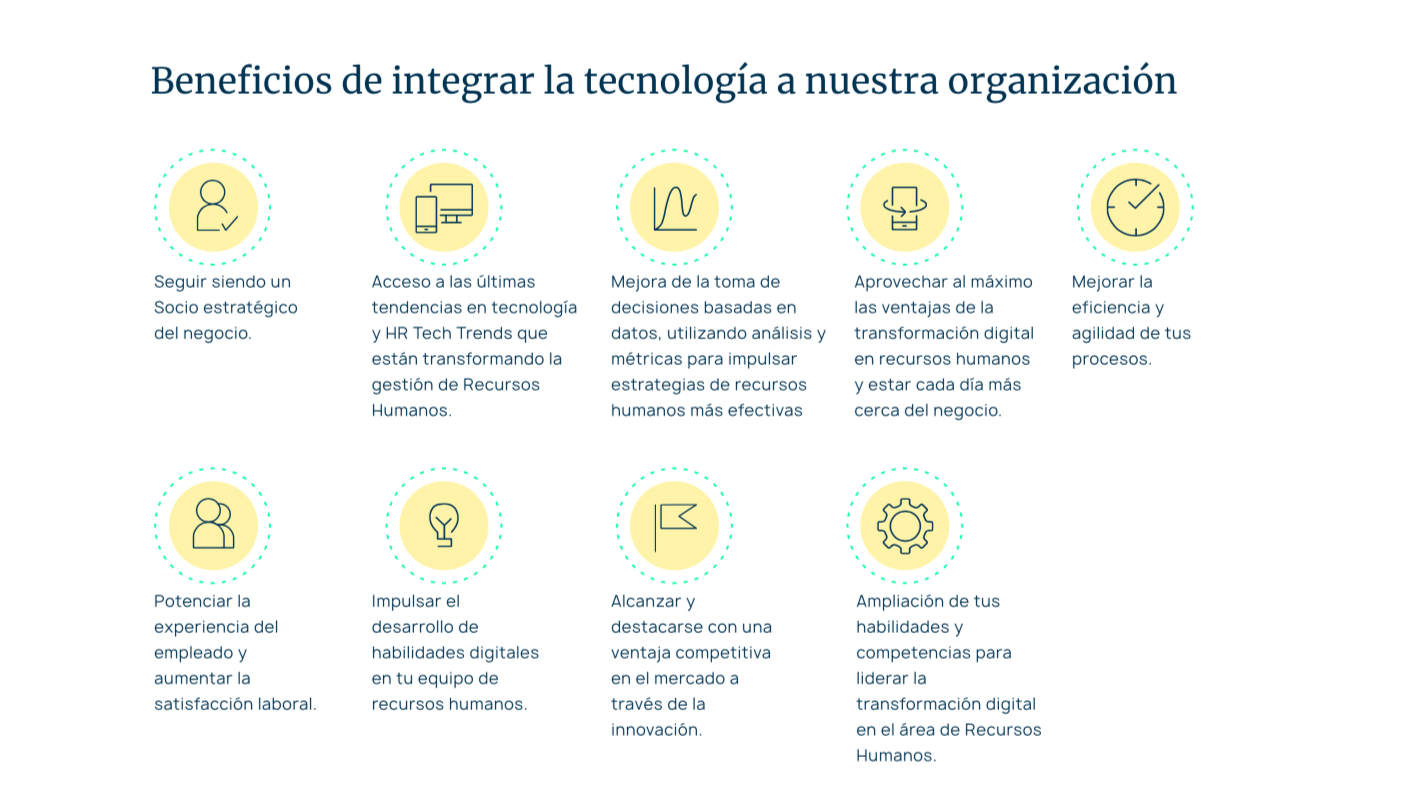 Beneficios de integrar la tecnología a nuestra organización
Seguir siendo un
Socio estratégico
del negocio.
Acceso a las últimas
tendencias en tecnología
y HR Tech Trends que
están transformando la
gestión de Recursos
Humanos.
Mejora de la toma de
decisiones basadas en
datos, utilizando análisis y
métricas para impulsar
estrategias de recursos
humanos más efectivas
Aprovechar al máximo
las ventajas de la
transformación digital
en recursos humanos
y estar cada día más
cerca del negocio.
Mejorar la
eficiencia y
agilidad de tus
procesos.
Potenciar la
experiencia del
empleado y
aumentar la
satisfacción laboral.
Impulsar el
desarrollo de
habilidades digitales
en tu equipo de
recursos humanos.
Alcanzar y
destacarse con una
ventaja competitiva
en el mercado a
través de la
innovación.
Ampliación de tus
habilidades y
competencias para
liderar la
transformación digital
en el área de Recursos
Humanos.